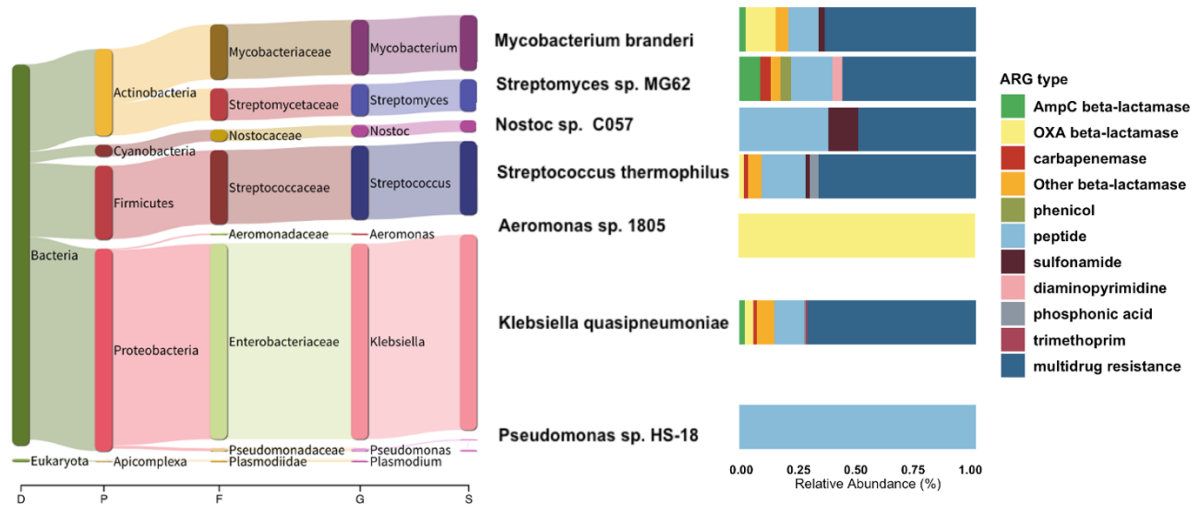 Mycobacteriaceae
Mycobacterium
Actinobacteria
Streptomycetaceae
Streptomyces
Nostocaceae
Nostoc
Cyanobacteria
Streptococcaceae
Streptococcus
Firmicutes
Aeromonadaceae
Aeromonas
Bacteria
Enterobacteriaceae
Klebsiella
Proteobacteria
Pseudomonadaceae
Pseudomonas
Eukaryota
Apicomplexa
Plasmodiidae
Plasmodium
D P F G S
Mycobacterium branderi
Streptomyces sp. MG62
Nostoc sp. C057
Streptococcus thermophilus
Aeromonas sp. 1805
Klebsiella quasipneumoniae
Pseudomonas sp. HS-18
0.00 0.25 0.50 0.75 1.00
Relative Abundance (%)
ARG type
AmpC beta-lactamase
OXA beta-lactamase
carbapenemase
Other beta-lactamase
phenicol
peptide
sulfonamide
diaminopyrimidine
phosphonic acid
trimethoprim
multidrug resistance